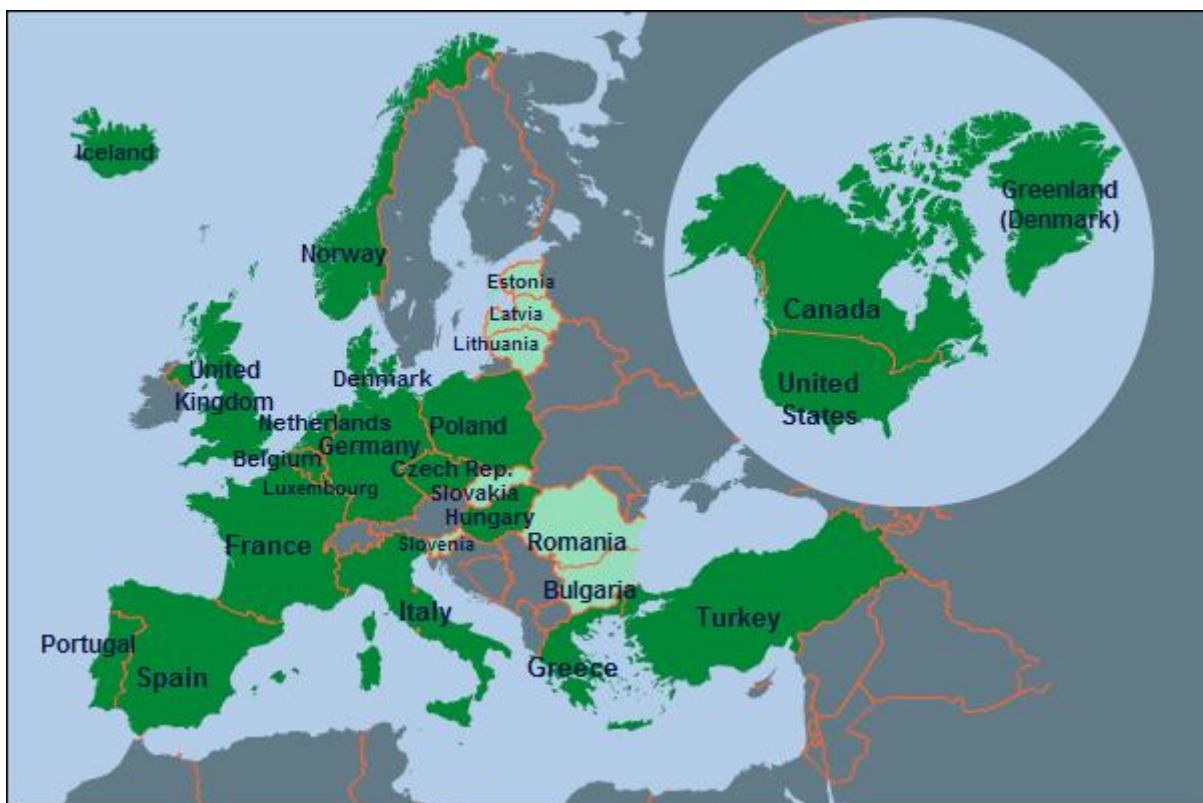 Iceland
Greenland
(Denmark)
Norway
Estonia
Canada
Latvia
Lithuania
United
Kingdom
Denmark
United
States
Netherlands
Germany
Poland
Belgium
Czech Rep.
Luxembourg
Slovakia
Hungary
France
Slovenia
Romania
Bulgaria
Italy
Turkey
Portugal
Spain
Greece